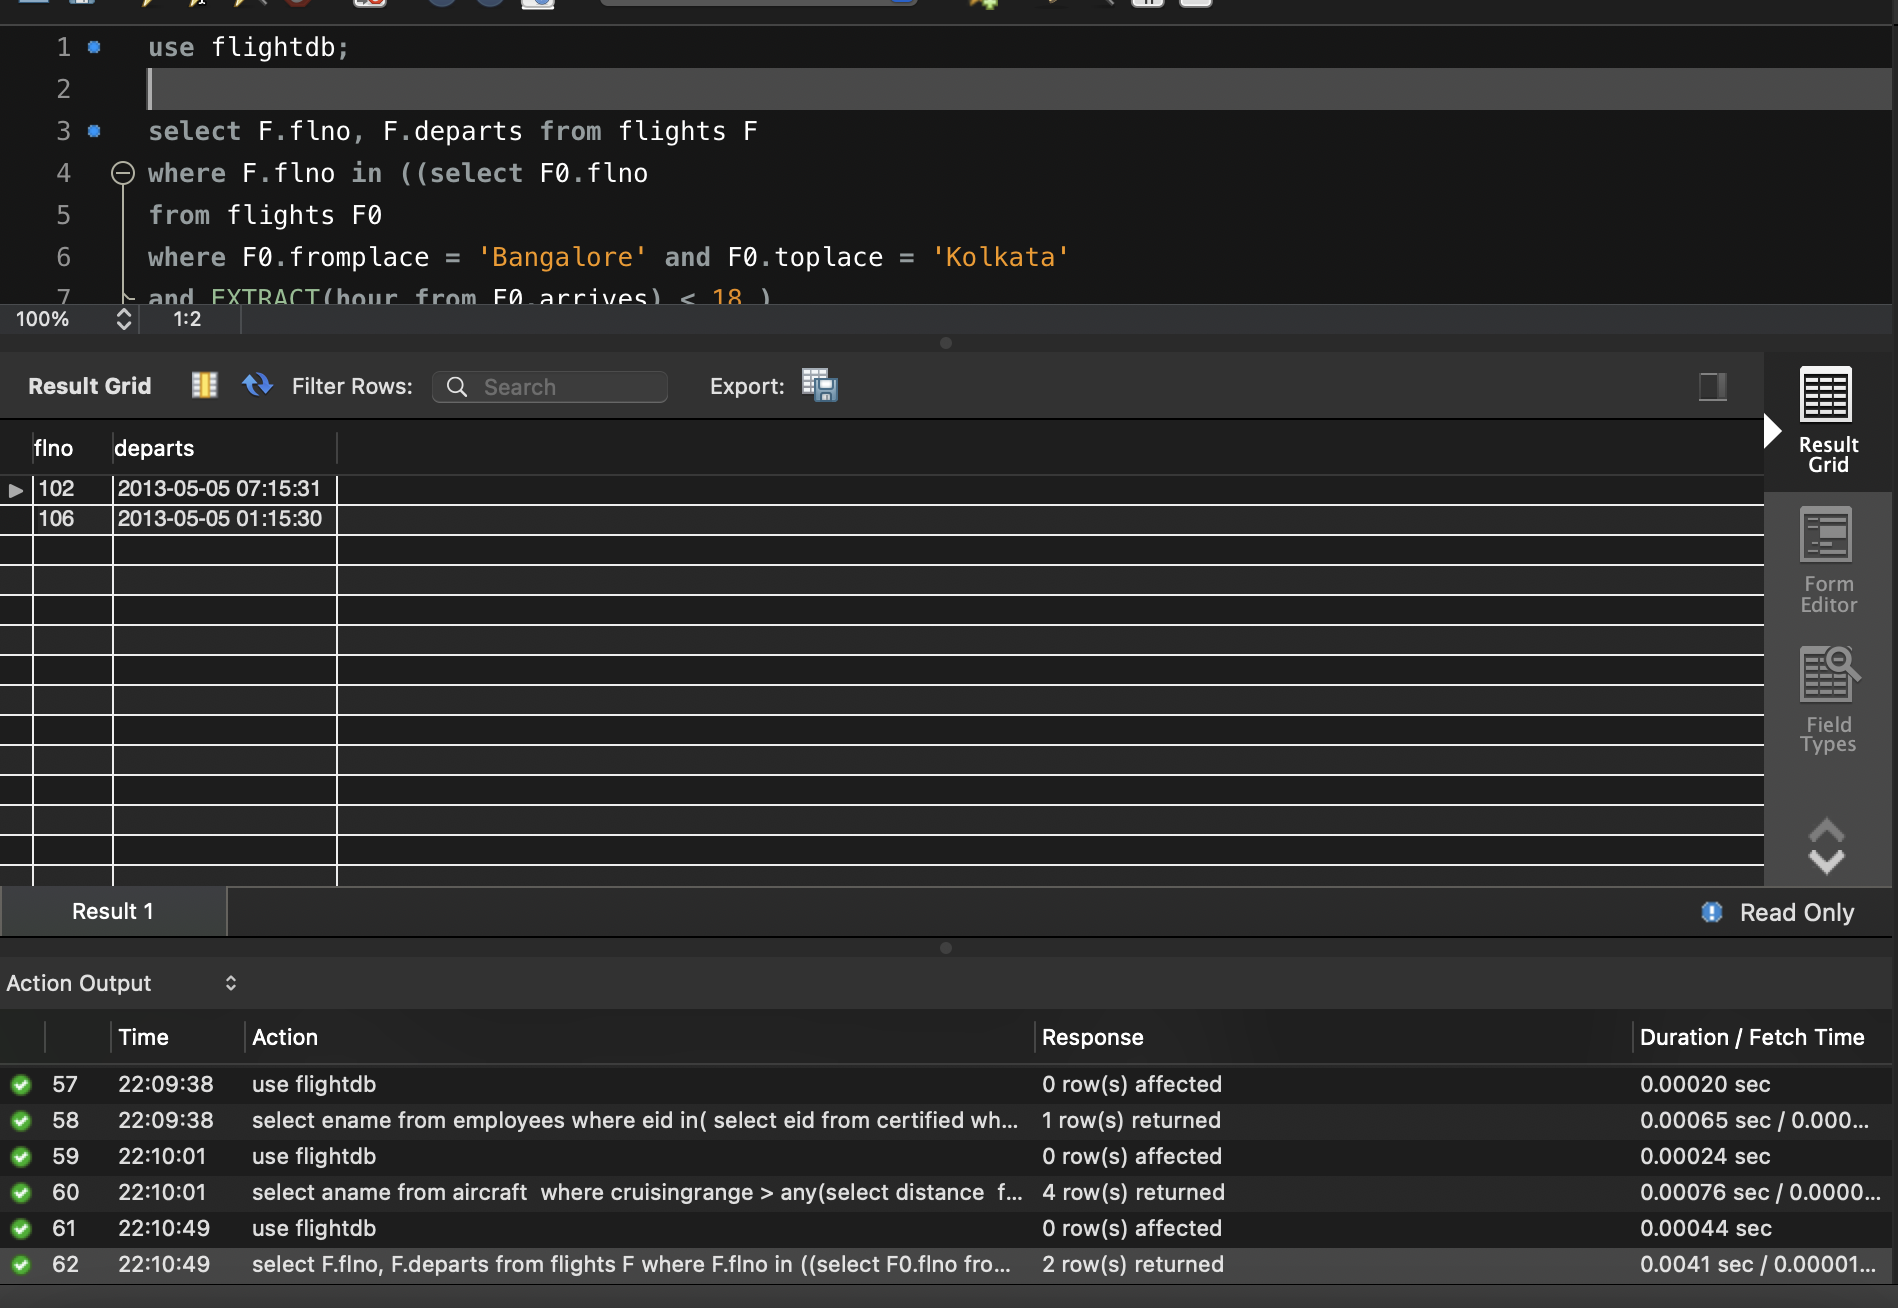 1 use flightdb;
2
3 select F.flno, F.departs from flights F
4 where F.flno in ((select F0.flno
5 from flights F0
6 where F0.fromplace = 'Bangalore' and F0.toplace = 'Kolkata'
7 and EXTRACT(hour from F0.arrives) < 18 )
100% 1:2
Result Grid Filter Rows: Search Export:
flno departs
102 2013-05-05 07:15:31
106 2013-05-05 01:15:30
Result
Grid
Form
Editor
Field
Types
Result 1 Read Only
Action Output
Time Action Response Duration / Fetch Time
57 22:09:38 use flightdb 0 row(s) affected 0.00020 sec
58 22:09:38 select ename from employees where eid in( select eid from certified wh... 1 row(s) returned 0.00065 sec / 0.000...
59 22:10:01 use flightdb 0 row(s) affected 0.00024 sec
60 22:10:01 select aname from aircraft  where cruisingrange > any(select distance  f... 4 row(s) returned 0.00076 sec / 0.0000...
61 22:10:49 use flightdb 0 row(s) affected 0.00044 sec
62 22:10:49 select F.flno, F.departs from flights F where F.flno in ((select F0.flno fro... 2 row(s) returned 0.0041 sec / 0.00001...